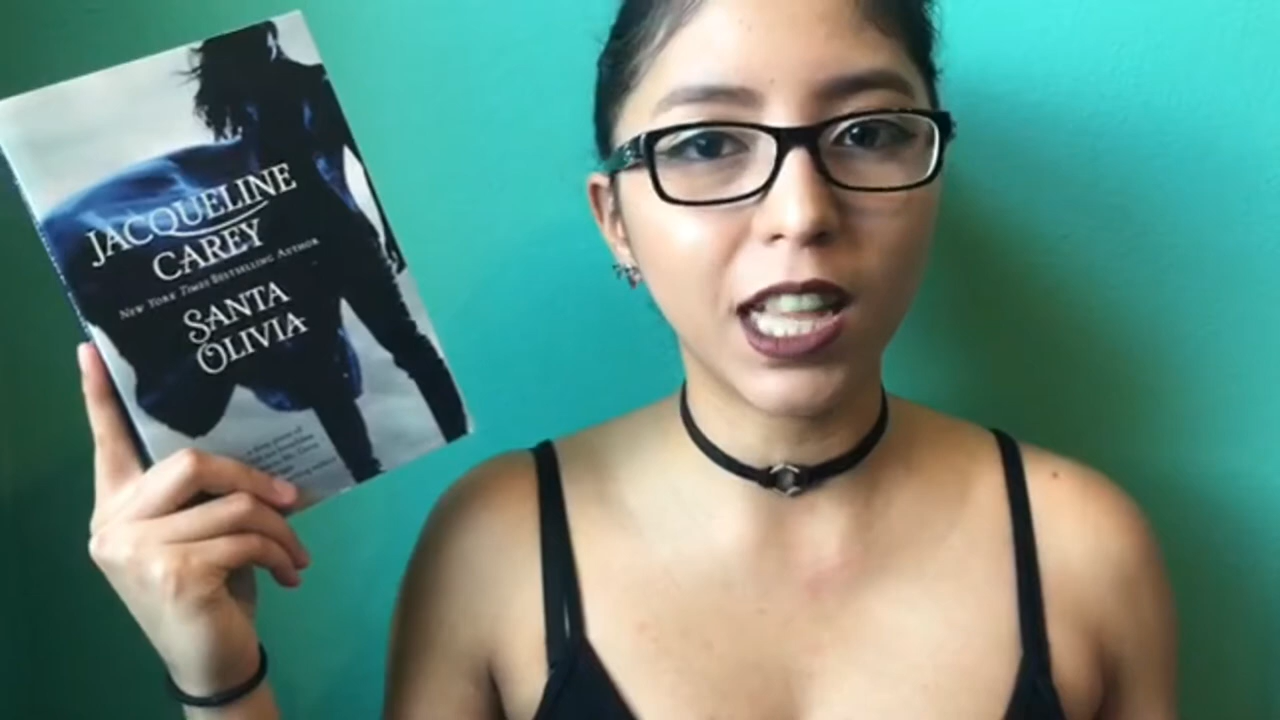 JACQUELINE
CAREY
NEW YORK TIMES BESTSELLING AUTHOR
SANTA
OLIVIA